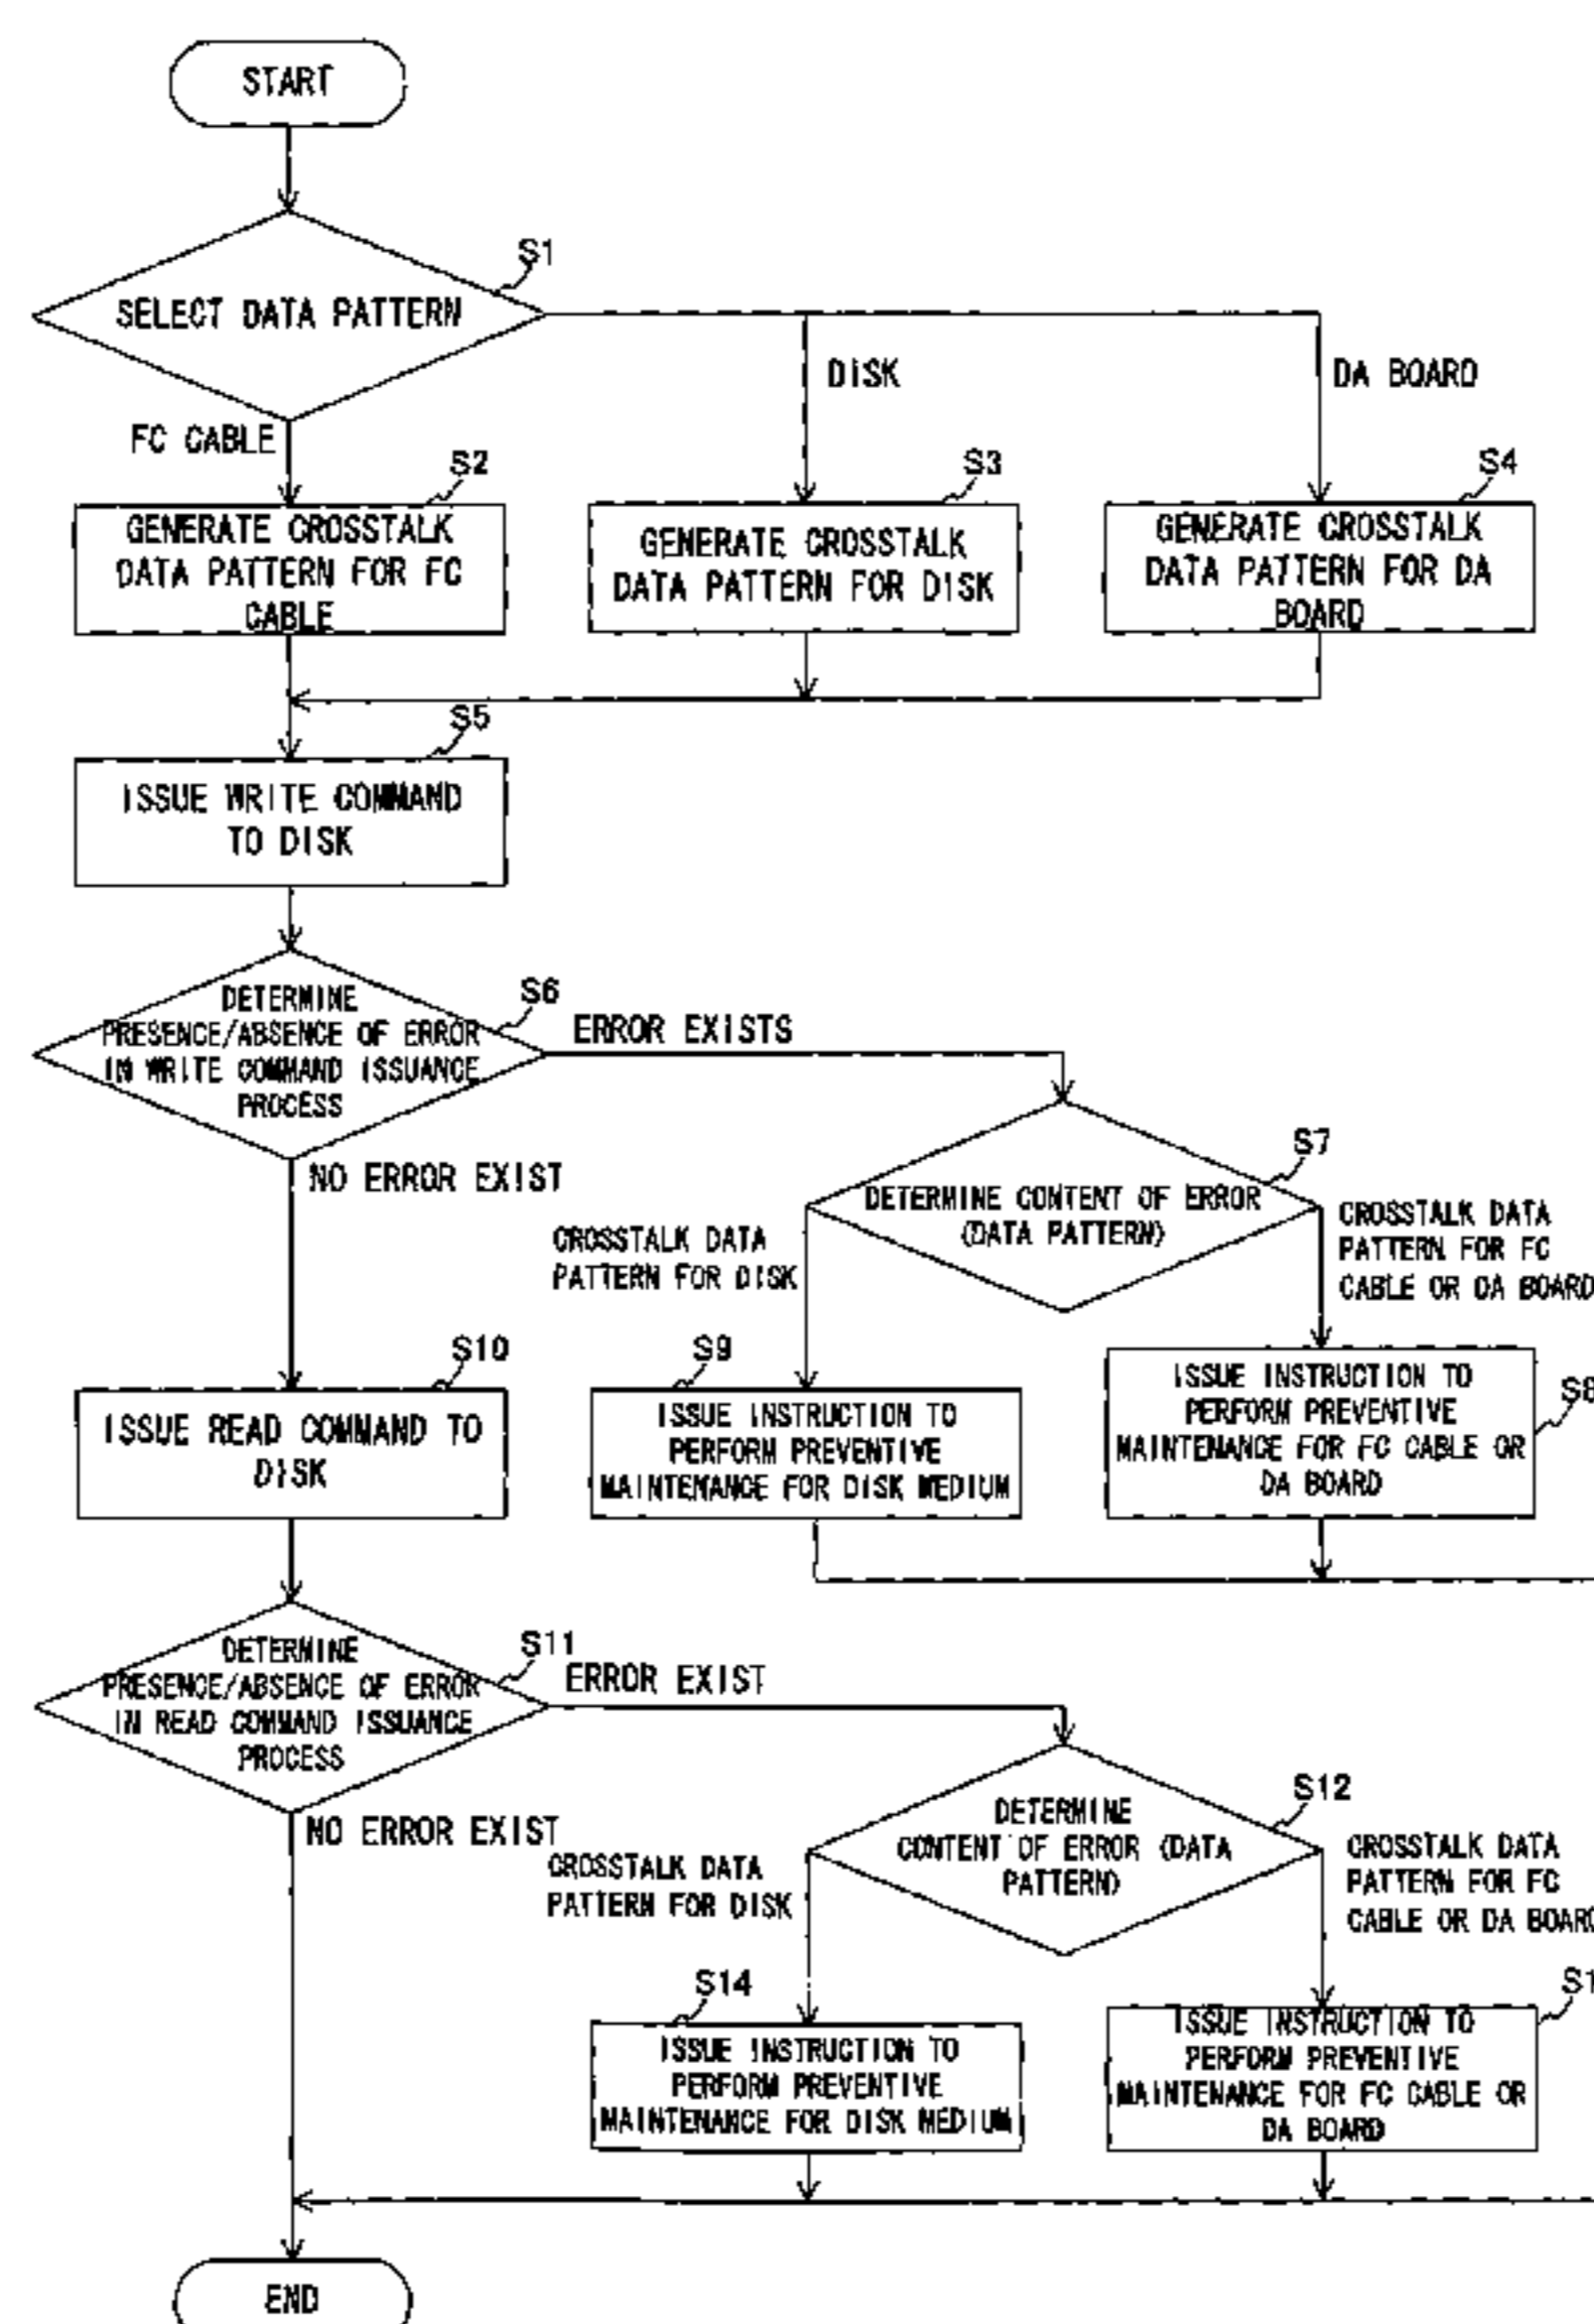 START
S1
SELECT DATA PATTERN
DISK
DA BOARD
FC CABLE
S2
S3
S4
GENERATE CROSSTALK
DATA PATTERN FOR FC
CABLE
GENERATE CROSSTALK
DATA PATTERN FOR DISK
GENERATE CROSSTALK
DATA PATTERN FOR DA
BOARD
S5
ISSUE WRITE COMMAND
TO DISK
S6
DETERMINE
PRESENCE/ABSENCE OF ERROR
IN WRITE COMMAND ISSUANCE
PROCESS
ERROR EXISTS
NO ERROR EXIST
S7
DETERMINE CONTENT OF ERROR
(DATA PATTERN)
CROSSTALK DATA
PATTERN FOR DISK
CROSSTALK DATA
PATTERN FOR FC
CABLE OR DA BOARD
S10
S9
S8
ISSUE READ COMMAND TO
DISK
ISSUE INSTRUCTION TO
PERFORM PREVENTIVE
MAINTENANCE FOR DISK MEDIUM
ISSUE INSTRUCTION TO
PERFORM PREVENTIVE
MAINTENANCE FOR FC CABLE OR
DA BOARD
S11
DETERMINE
PRESENCE/ABSENCE OF ERROR
IN READ COMMAND ISSUANCE
PROCESS
ERROR EXIST
NO ERROR EXIST
S12
DETERMINE
CONTENT OF ERROR (DATA
PATTERN)
CROSSTALK DATA
PATTERN FOR DISK
CROSSTALK DATA
PATTERN FOR FC
CABLE OR DA BOARD
S14
ISSUE INSTRUCTION TO
PERFORM PREVENTIVE
MAINTENANCE FOR DISK MEDIUM
ISSUE INSTRUCTION TO
PERFORM PREVENTIVE
MAINTENANCE FOR FC CABLE OR
DA BOARD
END